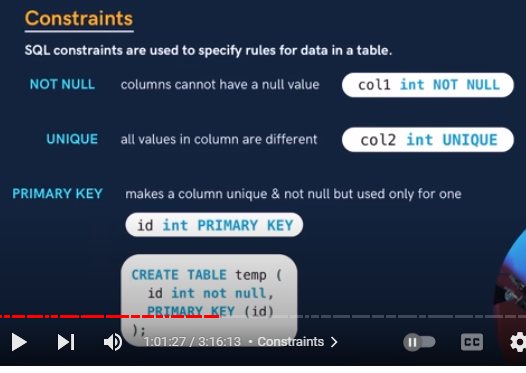 Constraints
SQL constraints are used to specify rules for data in a table.
NOT NULL columns cannot have a null value col1 int NOT NULL
UNIQUE all values in column are different col2 int UNIQUE
PRIMARY KEY makes a column unique & not null but used only for one
id int PRIMARY KEY
CREATE TABLE temp (
id int not null,
PRIMARY KEY (id)
);
1:01:27 / 3:16:13 • Constraints >
CC